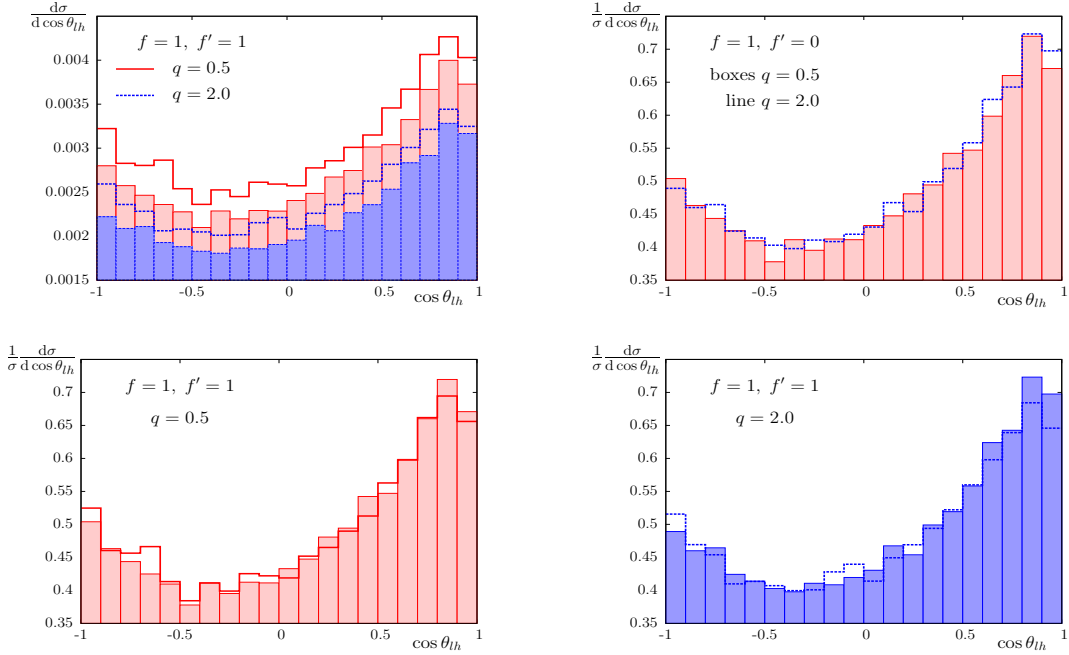 dσ/d cos θ_lh
f = 1, f′ = 1
q = 0.5
q = 2.0
0.004
0.0035
0.003
0.0025
0.002
0.0015
-1 -0.5 0 0.5 1
cos θ_lh
1/σ dσ/d cos θ_lh
f = 1, f′ = 0
boxes q = 0.5
line q = 2.0
0.7
0.65
0.6
0.55
0.5
0.45
0.4
0.35
-1 -0.5 0 0.5 1
cos θ_lh
1/σ dσ/d cos θ_lh
f = 1, f′ = 1
q = 0.5
0.7
0.65
0.6
0.55
0.5
0.45
0.4
0.35
-1 -0.5 0 0.5 1
cos θ_lh
1/σ dσ/d cos θ_lh
f = 1, f′ = 1
q = 2.0
0.7
0.65
0.6
0.55
0.5
0.45
0.4
0.35
-1 -0.5 0 0.5 1
cos θ_lh